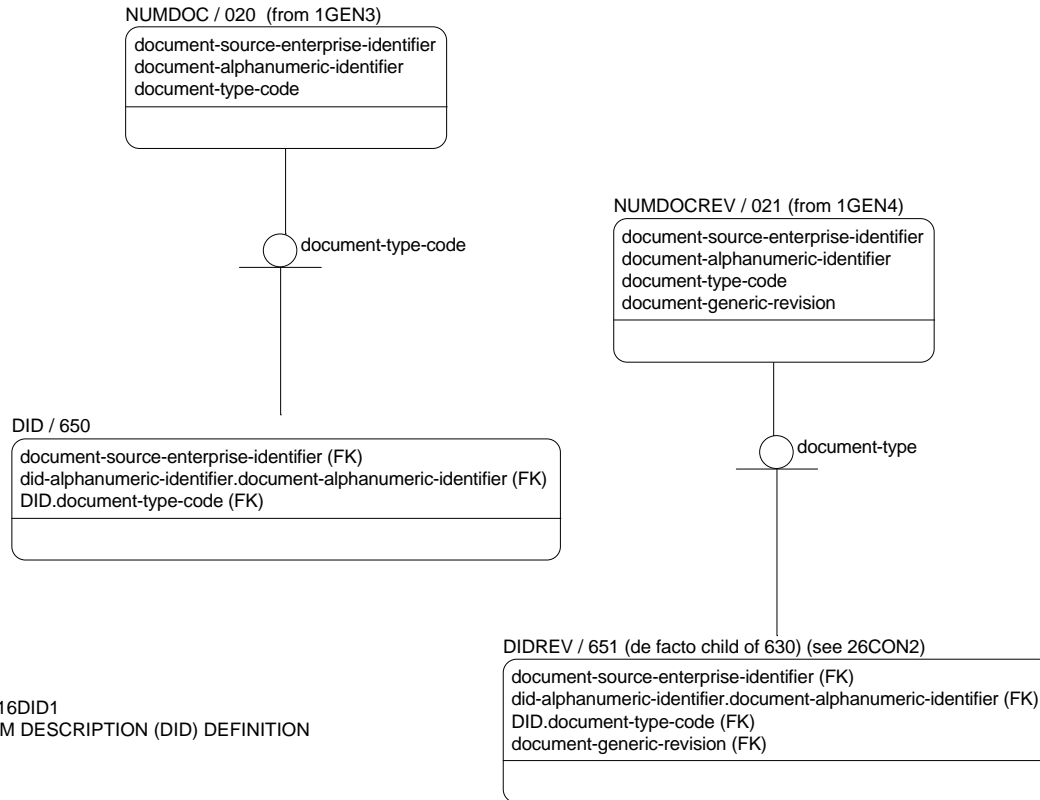 NUMDOC / 020 (from 1GEN3)
document-source-enterprise-identifier
document-alphanumeric-identifier
document-type-code
document-type-code
NUMDOCREV / 021 (from 1GEN4)
document-source-enterprise-identifier
document-alphanumeric-identifier
document-type-code
document-generic-revision
document-type
DID / 650
document-source-enterprise-identifier (FK)
did-alphanumeric-identifier.document-alphanumeric-identifier (FK)
DID.document-type-code (FK)
DIDREV / 651 (de facto child of 630) (see 26CON2)
document-source-enterprise-identifier (FK)
did-alphanumeric-identifier.document-alphanumeric-identifier (FK)
DID.document-type-code (FK)
document-generic-revision (FK)
16DID1
M DESCRIPTION (DID) DEFINITION